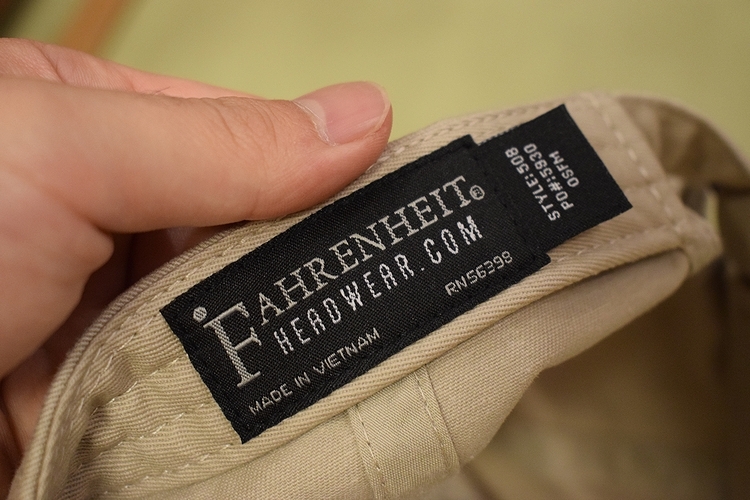 °FAHRENHEIT®
HEADWEAR.COM
MADE IN VIETNAM
RN56398
STYLE:508
PO#:5930
OSFM